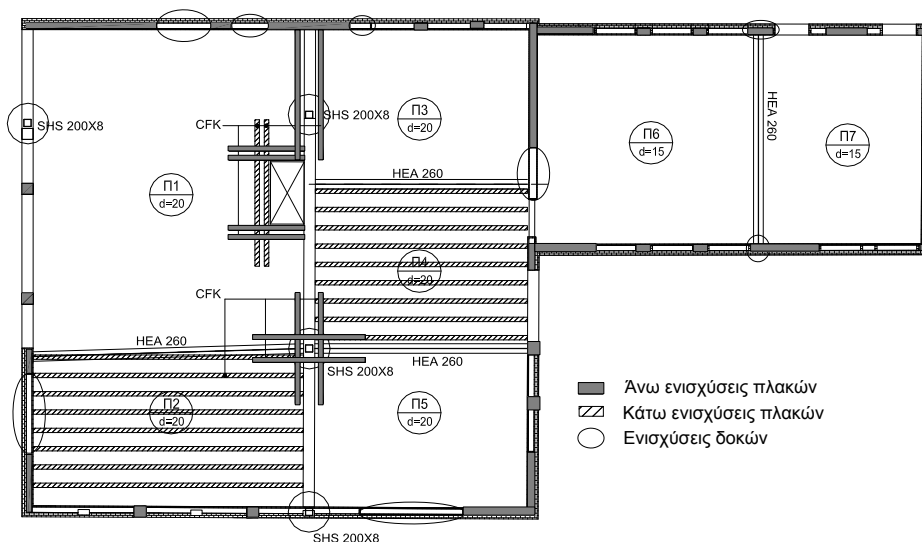 SHS 200X8
CFK
SHS 200X8
Π3
d=20
Π6
d=15
HEA 260
Π7
d=15
Π1
d=20
HEA 260
Π4
d=20
CFK
HEA 260
HEA 260
SHS 200X8
Π2
d=20
Π5
d=20
Άνω ενισχύσεις πλακών
Κάτω ενισχύσεις πλακών
Ενισχύσεις δοκών
SHS 200X8